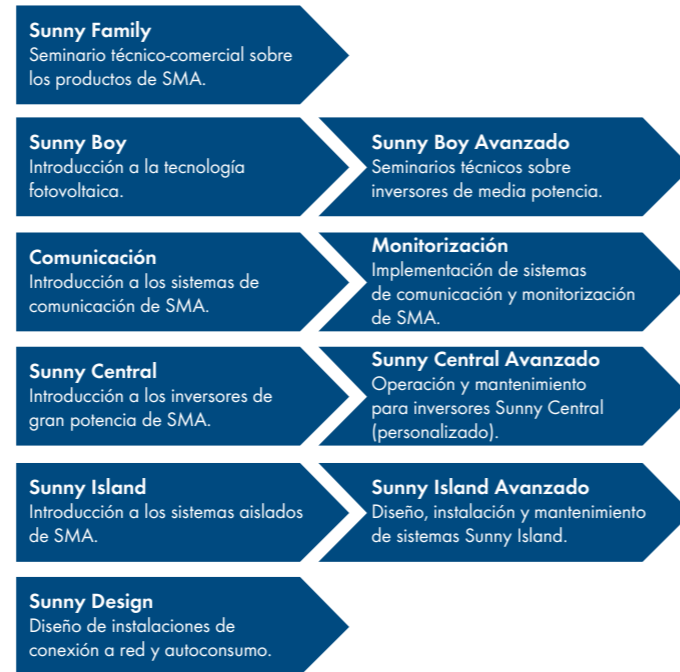 Sunny Family
Seminario técnico-comercial sobre
los productos de SMA.
Sunny Boy
Introducción a la tecnología
fotovoltaica.
Sunny Boy Avanzado
Seminarios técnicos sobre
inversores de media potencia.
Comunicación
Introducción a los sistemas de
comunicación de SMA.
Monitorización
Implementación de sistemas
de comunicación y monitorización
de SMA.
Sunny Central
Introducción a los inversores de
gran potencia de SMA.
Sunny Central Avanzado
Operación y mantenimiento
para inversores Sunny Central
(personalizado).
Sunny Island
Introducción a los sistemas aislados
de SMA.
Sunny Island Avanzado
Diseño, instalación y mantenimiento
de sistemas Sunny Island.
Sunny Design
Diseño de instalaciones de
conexión a red y autoconsumo.